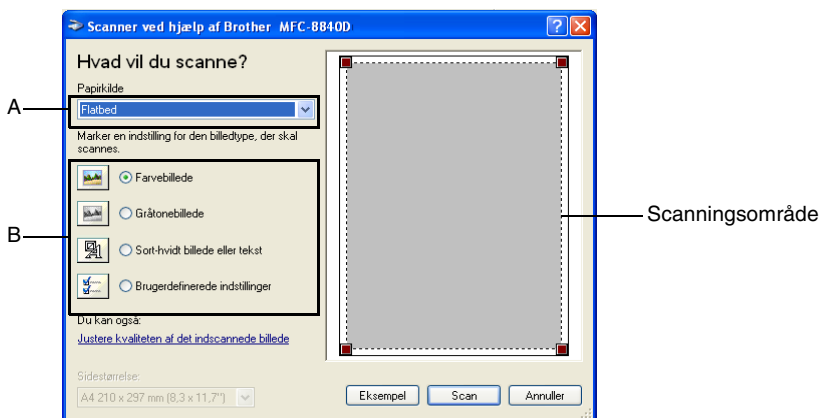 Scanner ved hjælp af Brother MFC-8840D
Hvad vil du scanne?
Papirkilde
A
Flatbed
Marker en indstilling for den billedtype, der skal
scannes.
B
Farvebillede
Gråtonebillede
Sort-hvidt billede eller tekst
Brugerdefinerede indstillinger
Du kan også:
Justere kvaliteten af det indscannede billede
Sidestørrelse:
A4 210 x 297 mm (8,3 x 11,7")
Scanningsområde
Eksempel
Scan
Annuller